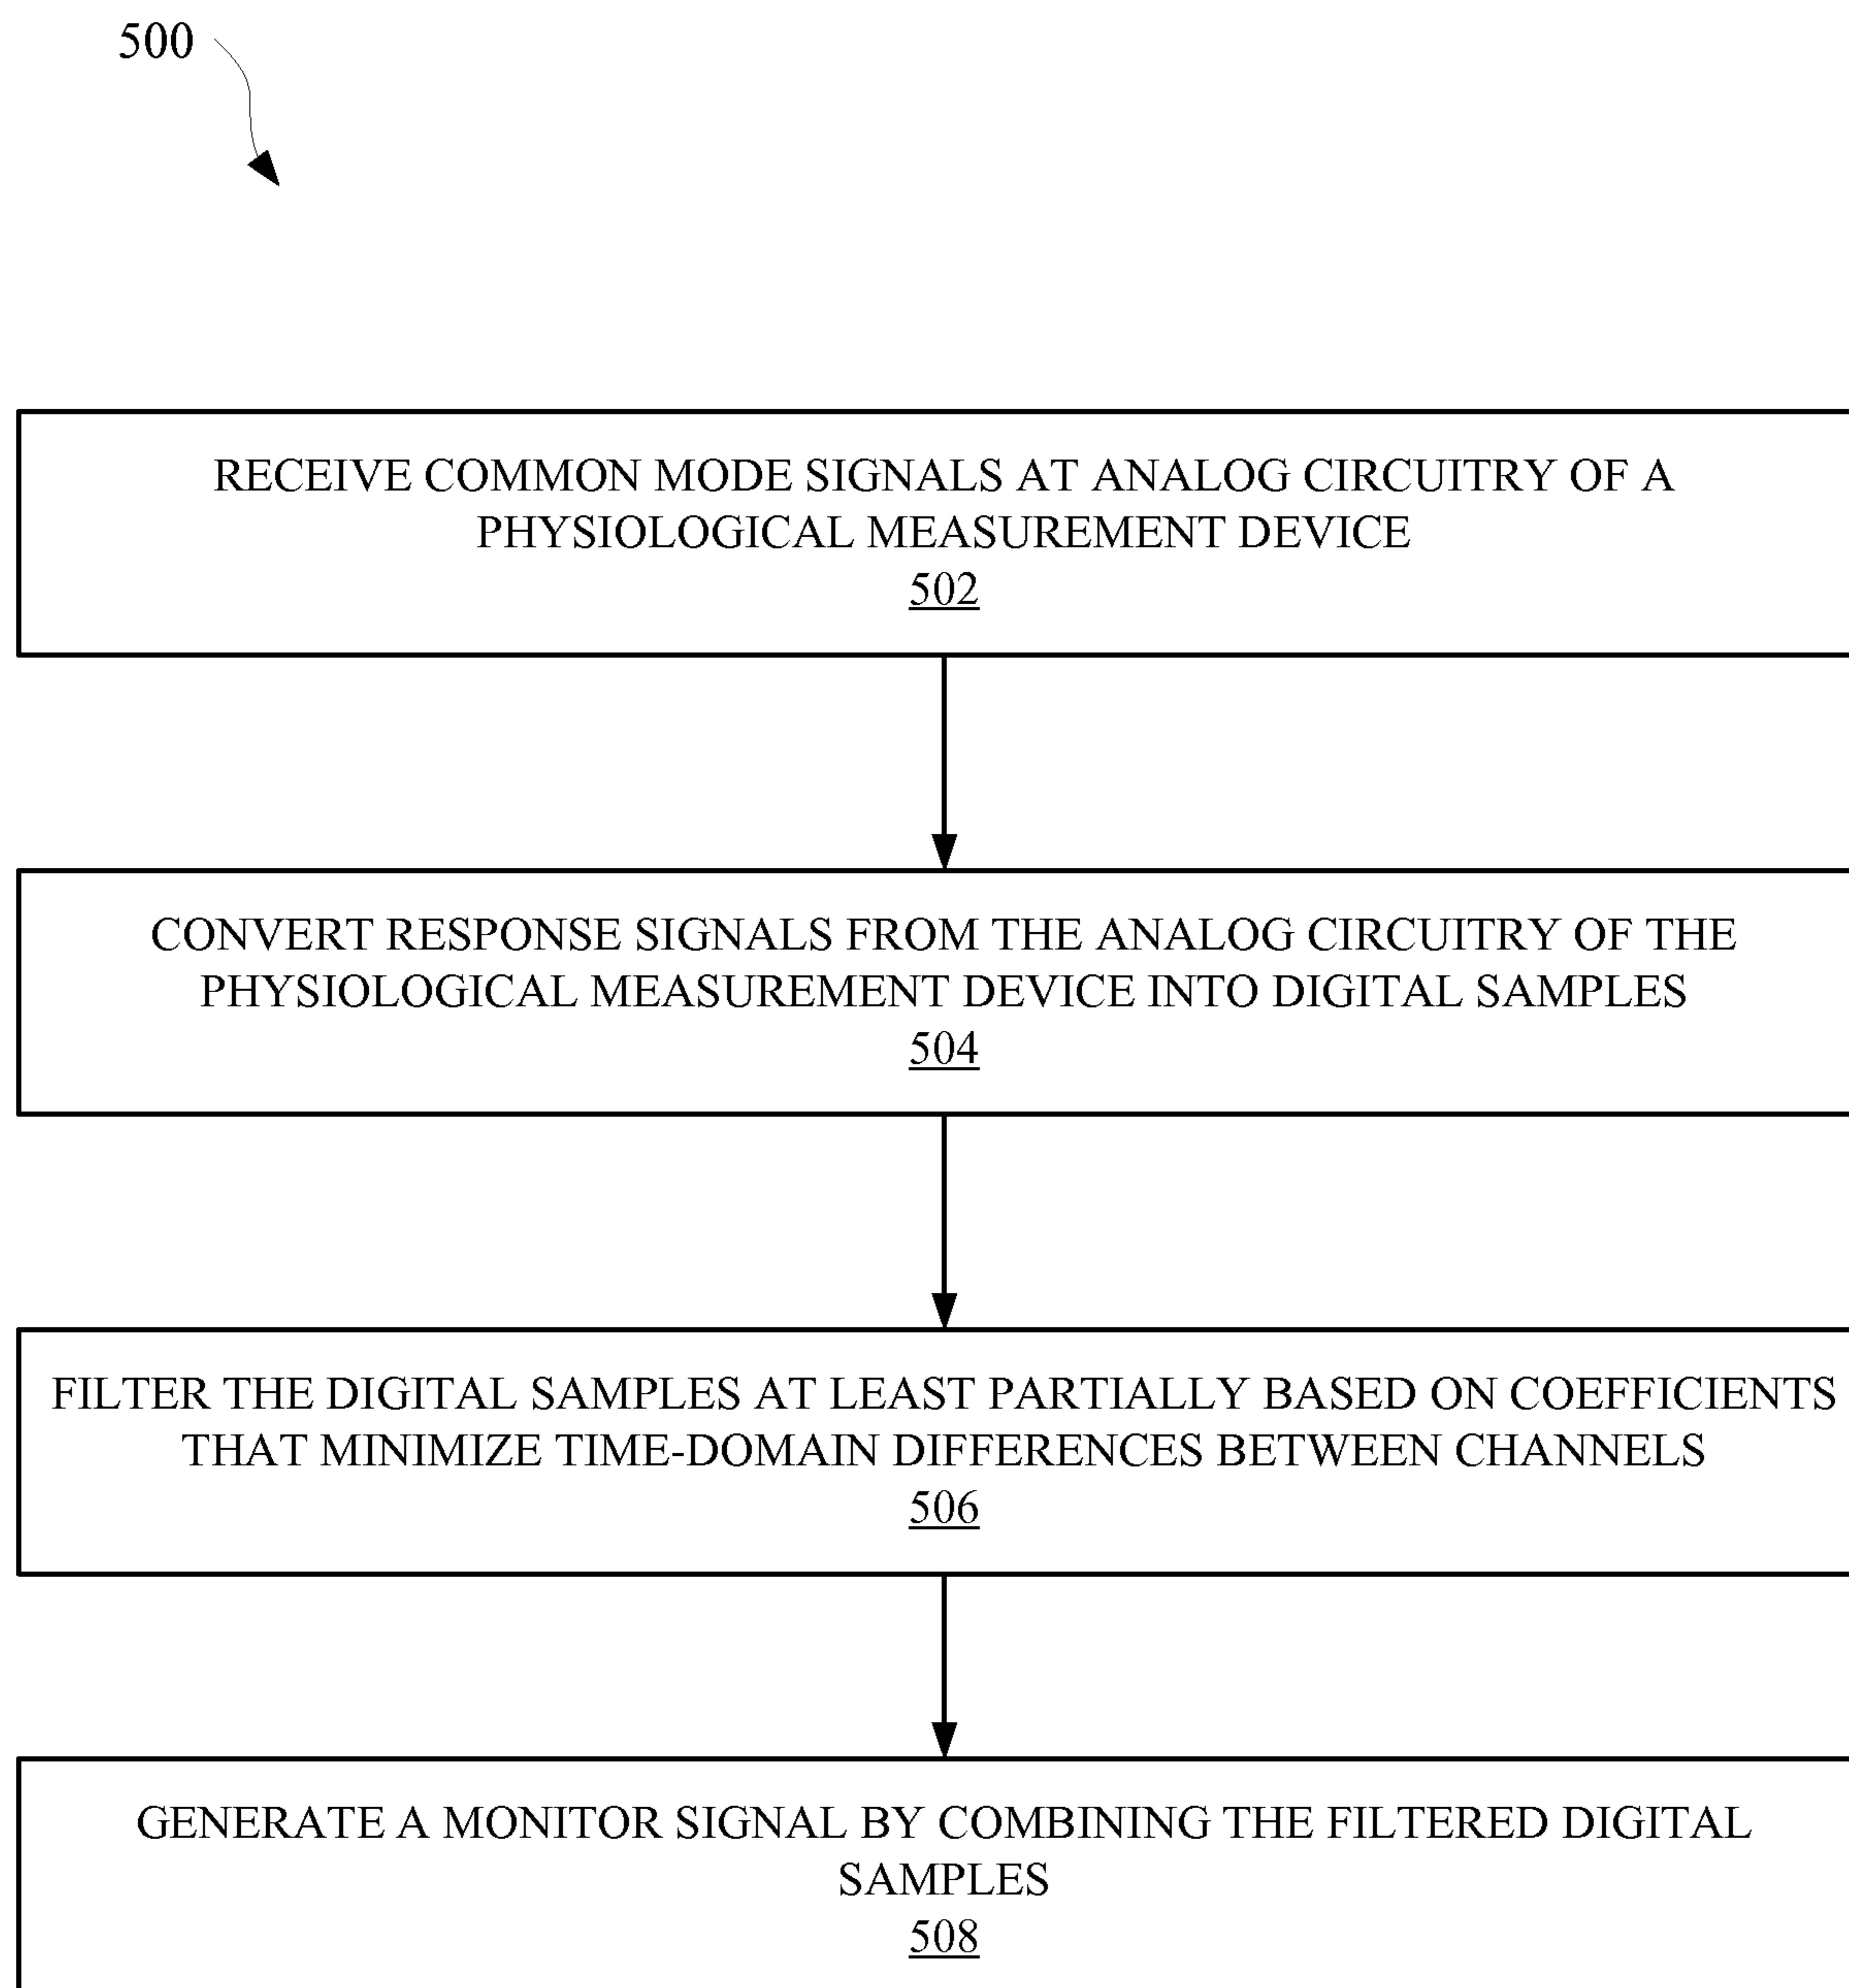 500
RECEIVE COMMON MODE SIGNALS AT ANALOG CIRCUITRY OF A
PHYSIOLOGICAL MEASUREMENT DEVICE
502
CONVERT RESPONSE SIGNALS FROM THE ANALOG CIRCUITRY OF THE
PHYSIOLOGICAL MEASUREMENT DEVICE INTO DIGITAL SAMPLES
504
FILTER THE DIGITAL SAMPLES AT LEAST PARTIALLY BASED ON COEFFICIENTS
THAT MINIMIZE TIME-DOMAIN DIFFERENCES BETWEEN CHANNELS
506
GENERATE A MONITOR SIGNAL BY COMBINING THE FILTERED DIGITAL
SAMPLES
508